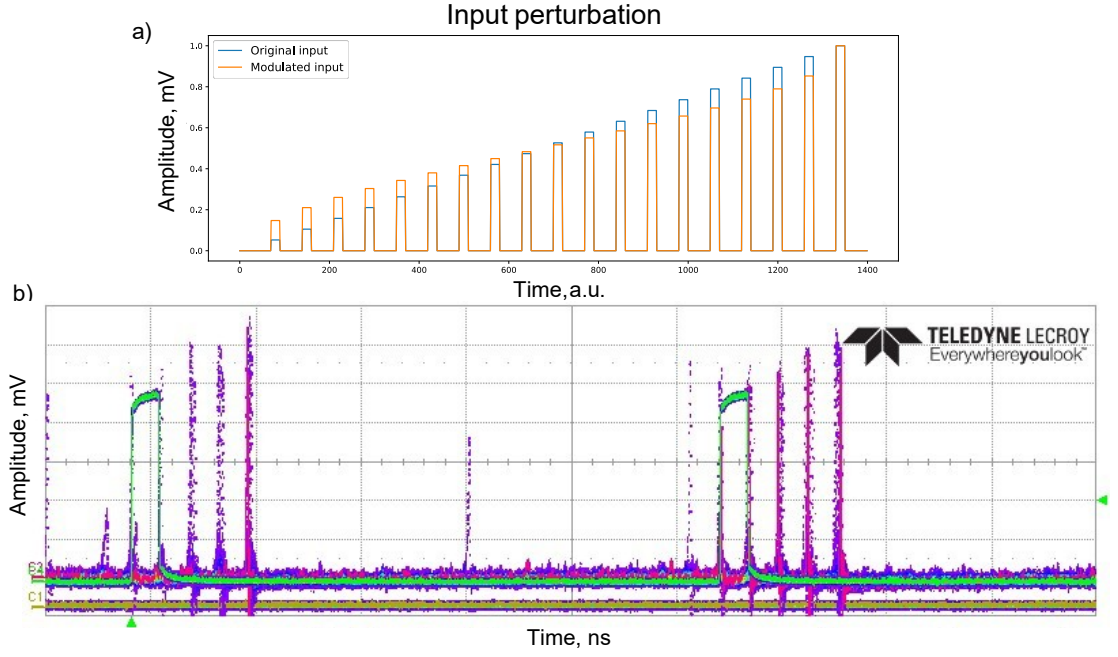 Input perturbation
a)
Original input
Modulated input
Amplitude, mV
1.0
0.8
0.6
0.4
0.2
0.0
0
200
400
600
800
1000
1200
1400
Time,a.u.
b)
TELEDYNE LECROY
Everywhereyoulook™
Amplitude, mV
C1
Time, ns